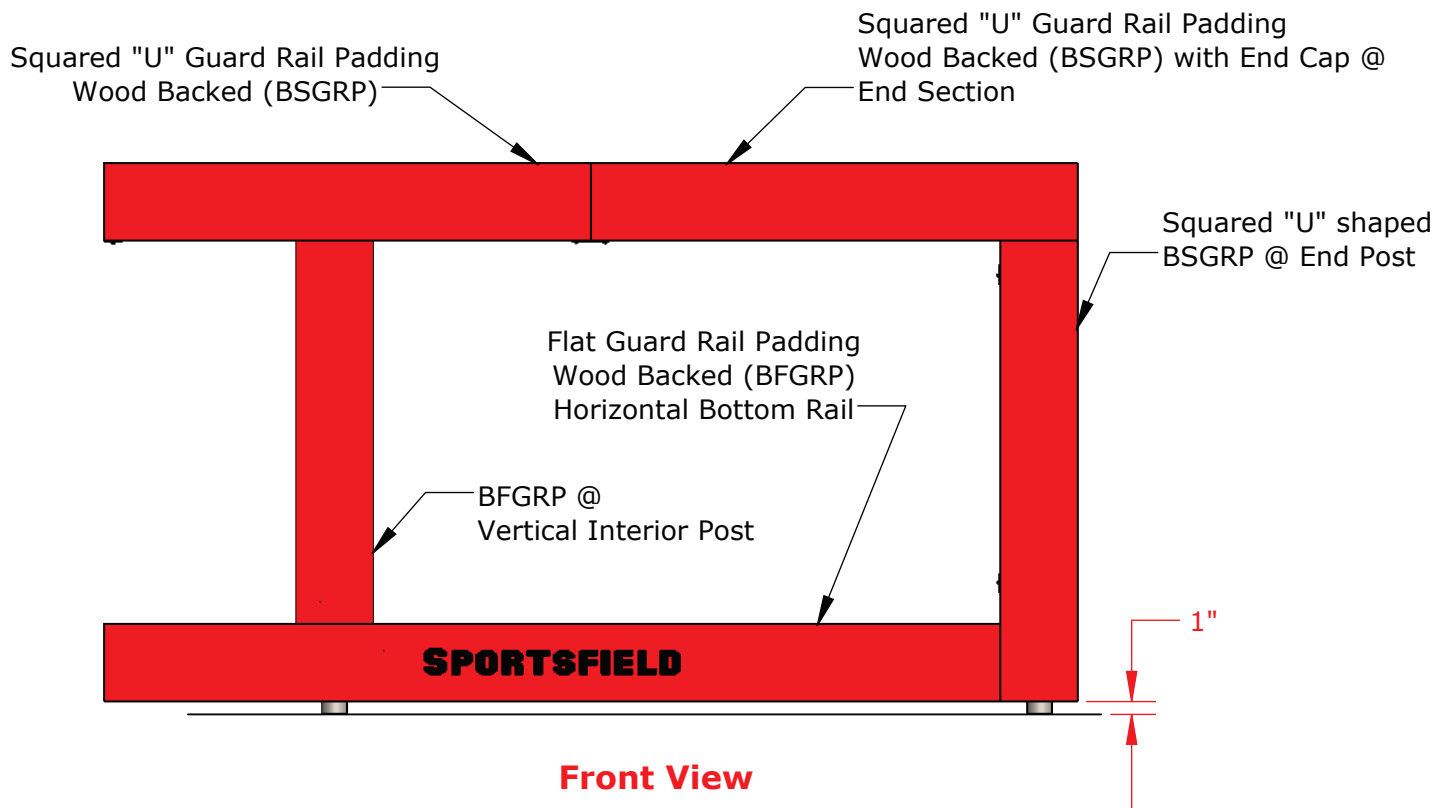 Squared "U" Guard Rail Padding
Wood Backed (BSGRP)
Squared "U" Guard Rail Padding
Wood Backed (BSGRP) with End Cap @
End Section
Squared "U" shaped
BSGRP @ End Post
Flat Guard Rail Padding
Wood Backed (BFGRP)
Horizontal Bottom Rail
BFGRP @
Vertical Interior Post
SPORTSFIELD
1"
Front View